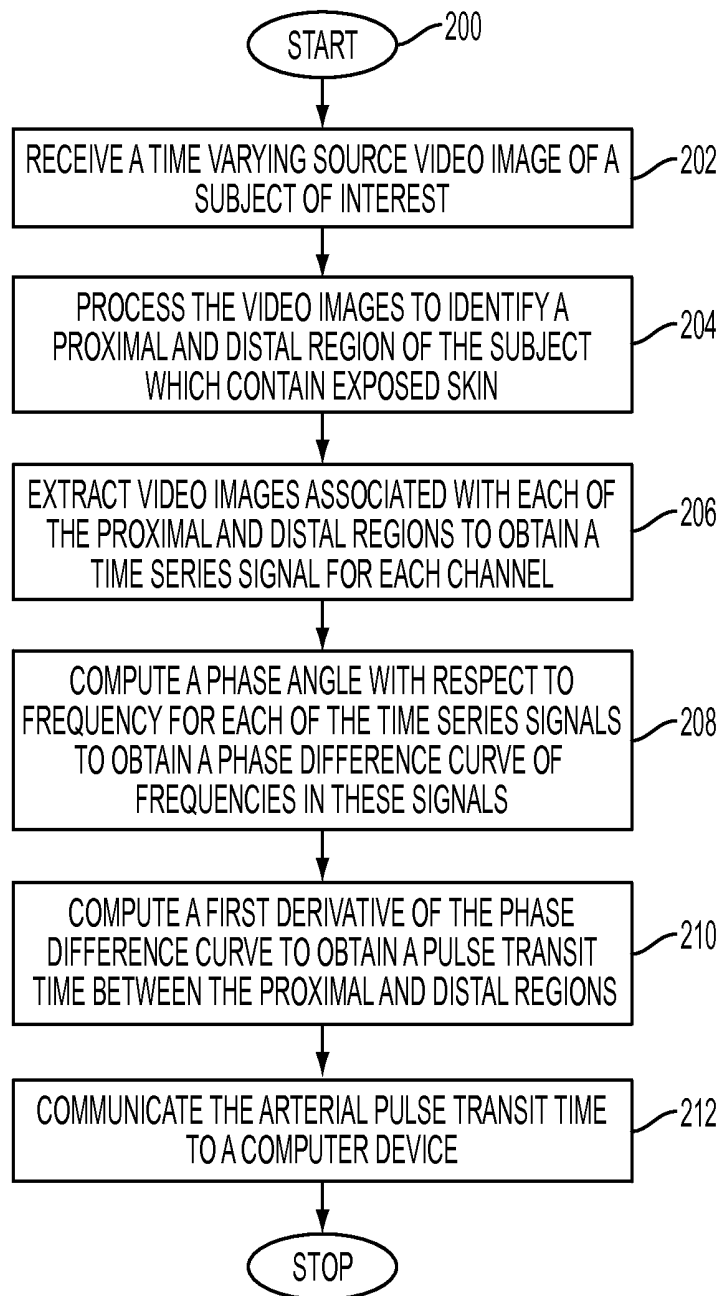 START
200
RECEIVE A TIME VARYING SOURCE VIDEO IMAGE OF A
SUBJECT OF INTEREST
202
PROCESS THE VIDEO IMAGES TO IDENTIFY A
PROXIMAL AND DISTAL REGION OF THE SUBJECT
WHICH CONTAIN EXPOSED SKIN
204
EXTRACT VIDEO IMAGES ASSOCIATED WITH EACH OF
THE PROXIMAL AND DISTAL REGIONS TO OBTAIN A
TIME SERIES SIGNAL FOR EACH CHANNEL
206
COMPUTE A PHASE ANGLE WITH RESPECT TO
FREQUENCY FOR EACH OF THE TIME SERIES SIGNALS
TO OBTAIN A PHASE DIFFERENCE CURVE OF
FREQUENCIES IN THESE SIGNALS
208
COMPUTE A FIRST DERIVATIVE OF THE PHASE
DIFFERENCE CURVE TO OBTAIN A PULSE TRANSIT
TIME BETWEEN THE PROXIMAL AND DISTAL REGIONS
210
COMMUNICATE THE ARTERIAL PULSE TRANSIT TIME
TO A COMPUTER DEVICE
212
STOP